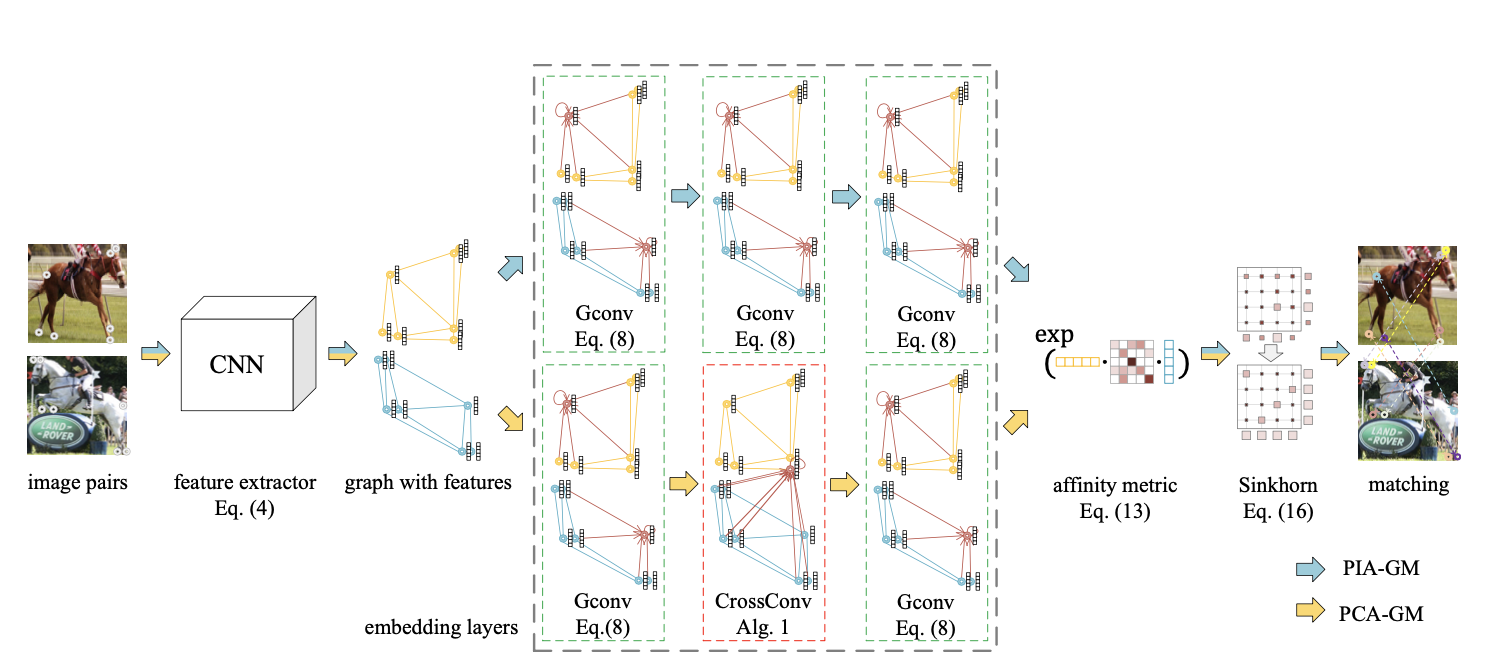 image pairs
CNN
feature extractor
Eq. (4)
graph with features
Gconv
Eq. (8)
Gconv
Eq. (8)
Gconv
Eq. (8)
Gconv
Eq.(8)
CrossConv
Alg. 1
Gconv
Eq. (8)
embedding layers
exp
( · · )
affinity metric
Eq. (13)
Sinkhorn
Eq. (16)
matching
LAND-
-ROVER
LAND-
-ROVER
PIA-GM
PCA-GM